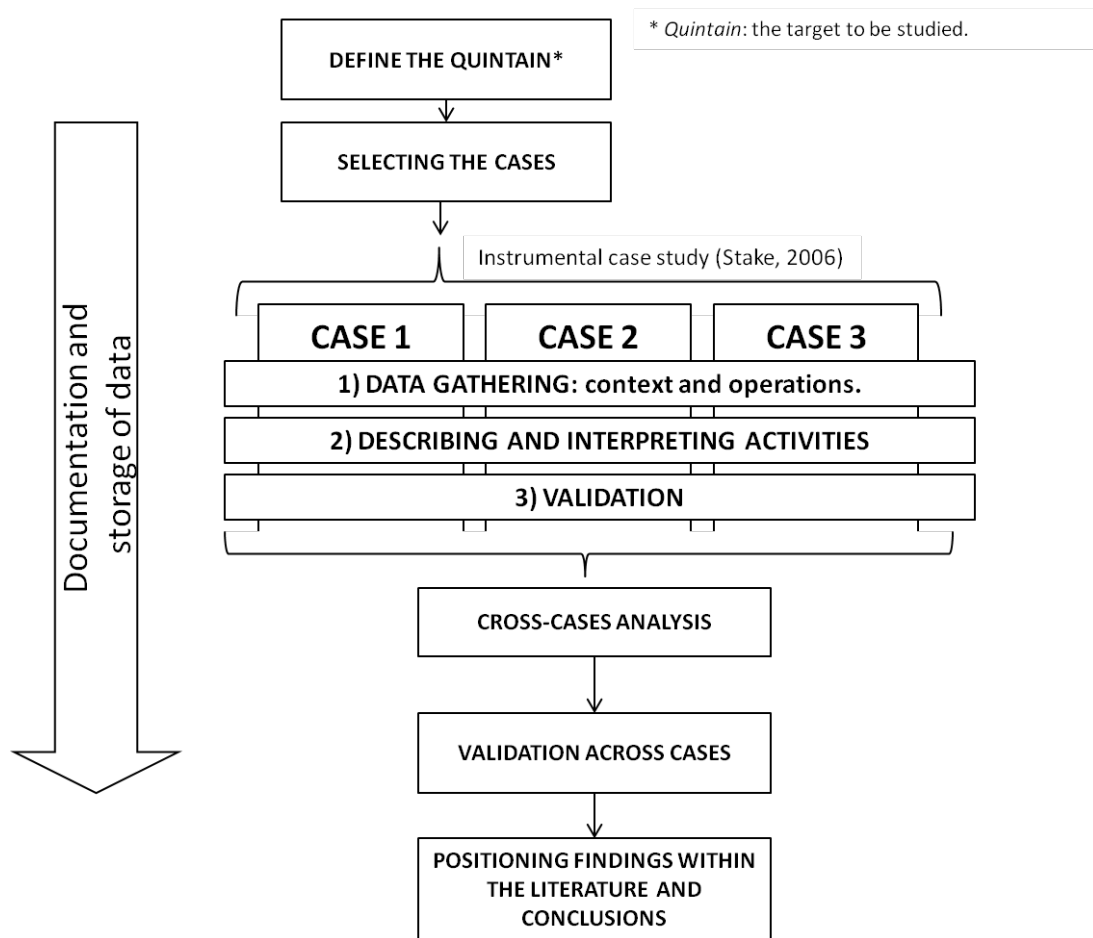 * Quintain: the target to be studied.
DEFINE THE QUINTAIN*
SELECTING THE CASES
Instrumental case study (Stake, 2006)
Documentation and
storage of data
CASE 1
CASE 2
CASE 3
1) DATA GATHERING: context and operations.
2) DESCRIBING AND INTERPRETING ACTIVITIES
3) VALIDATION
CROSS-CASES ANALYSIS
VALIDATION ACROSS CASES
POSITIONING FINDINGS WITHIN
THE LITERATURE AND
CONCLUSIONS